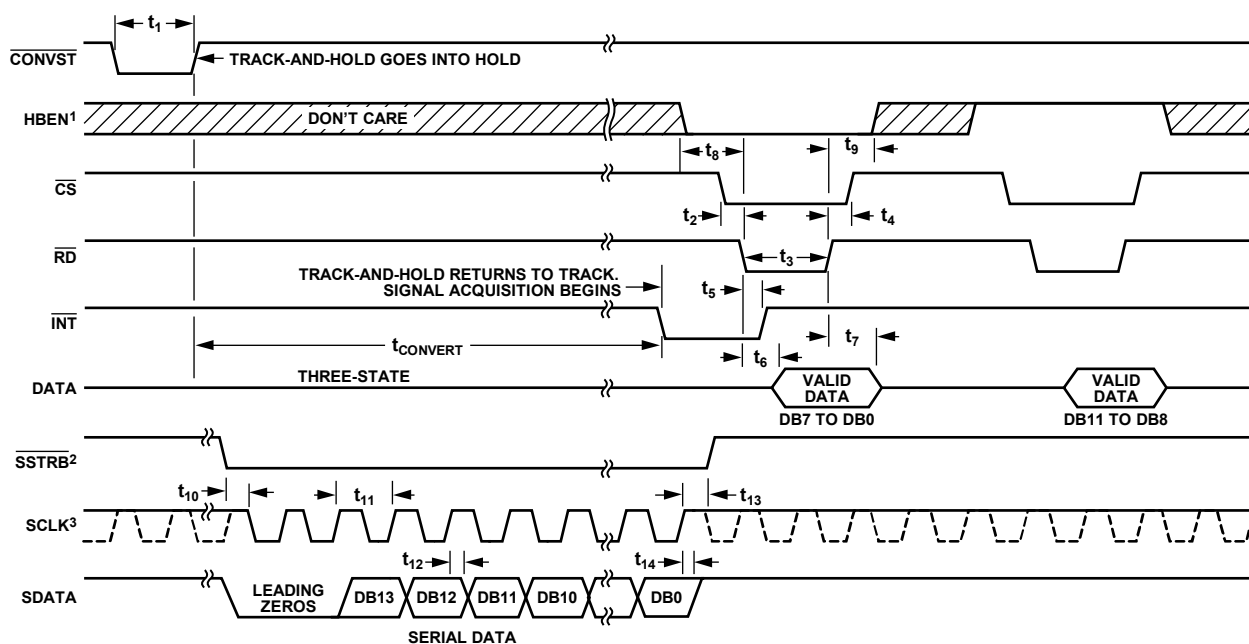 t1
CONVST
TRACK-AND-HOLD GOES INTO HOLD
HBEN1
DON'T CARE
t8
t9
CS
t2
t4
RD
t3
TRACK-AND-HOLD RETURNS TO TRACK.
SIGNAL ACQUISITION BEGINS
t5
INT
tCONVERT
t7
t6
THREE-STATE
DATA
VALID
DATA
DB7 TO DB0
VALID
DATA
DB11 TO DB8
SSTRB2
t10
t11
t13
SCLK3
t12
t14
SDATA
LEADING
ZEROS
DB13
DB12
DB11
DB10
DB0
SERIAL DATA